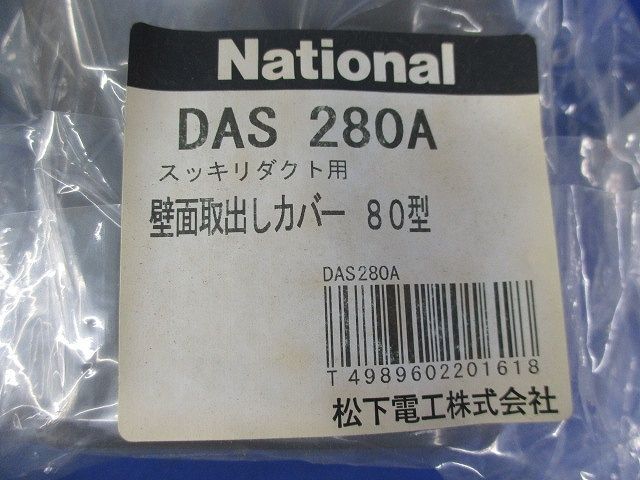 National
DAS 280A
スッキリダクト用
壁面取出しカバー 80型
DAS280A
T 4989602201618
松下電工株式会社